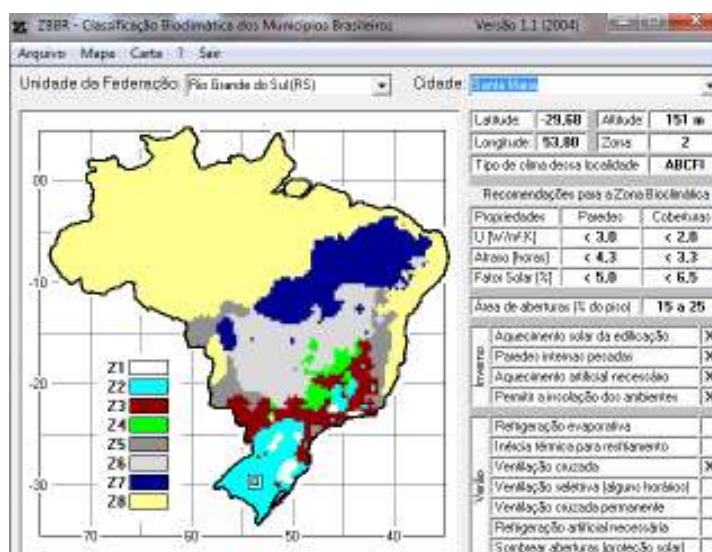 ZBBR - Classificação Bioclimática dos Municípios Brasileiros Versão 1.1 (2004)
Arquivo Mapa Carta ? Sair
Unidade da Federação: Rio Grande do Sul (RS) Cidade: Santa Maria
Latitude -29,68 Altitude 151 m
Longitude 53,80 Zona 2
Tipo de clima dessa localidade ABCFI
Recomendações para a Zona Bioclimática
Propriedades Paredes Coberturas
U [W/m².K] < 3,0 < 2,0
Atraso [horas] < 4,3 < 3,3
Fator Solar [%] < 5,0 < 6,5
Área de aberturas [% do piso] 15 a 25
Inverno
Aquecimento solar da edificação X
Paredes internas pesadas X
Aquecimento artificial necessário X
Permitir a insolação dos ambientes X
Verão
Refrigeração evaporativa
Inércia térmica para resfriamento
Ventilação cruzada X
Ventilação seletiva (alguns horários)
Ventilação cruzada permanente
Refrigeração artificial necessária
Sombrear aberturas (proteção solar)
00
-10
-20
-30
70 60 50 40
Z1
Z2
Z3
Z4
Z5
Z6
Z7
Z8